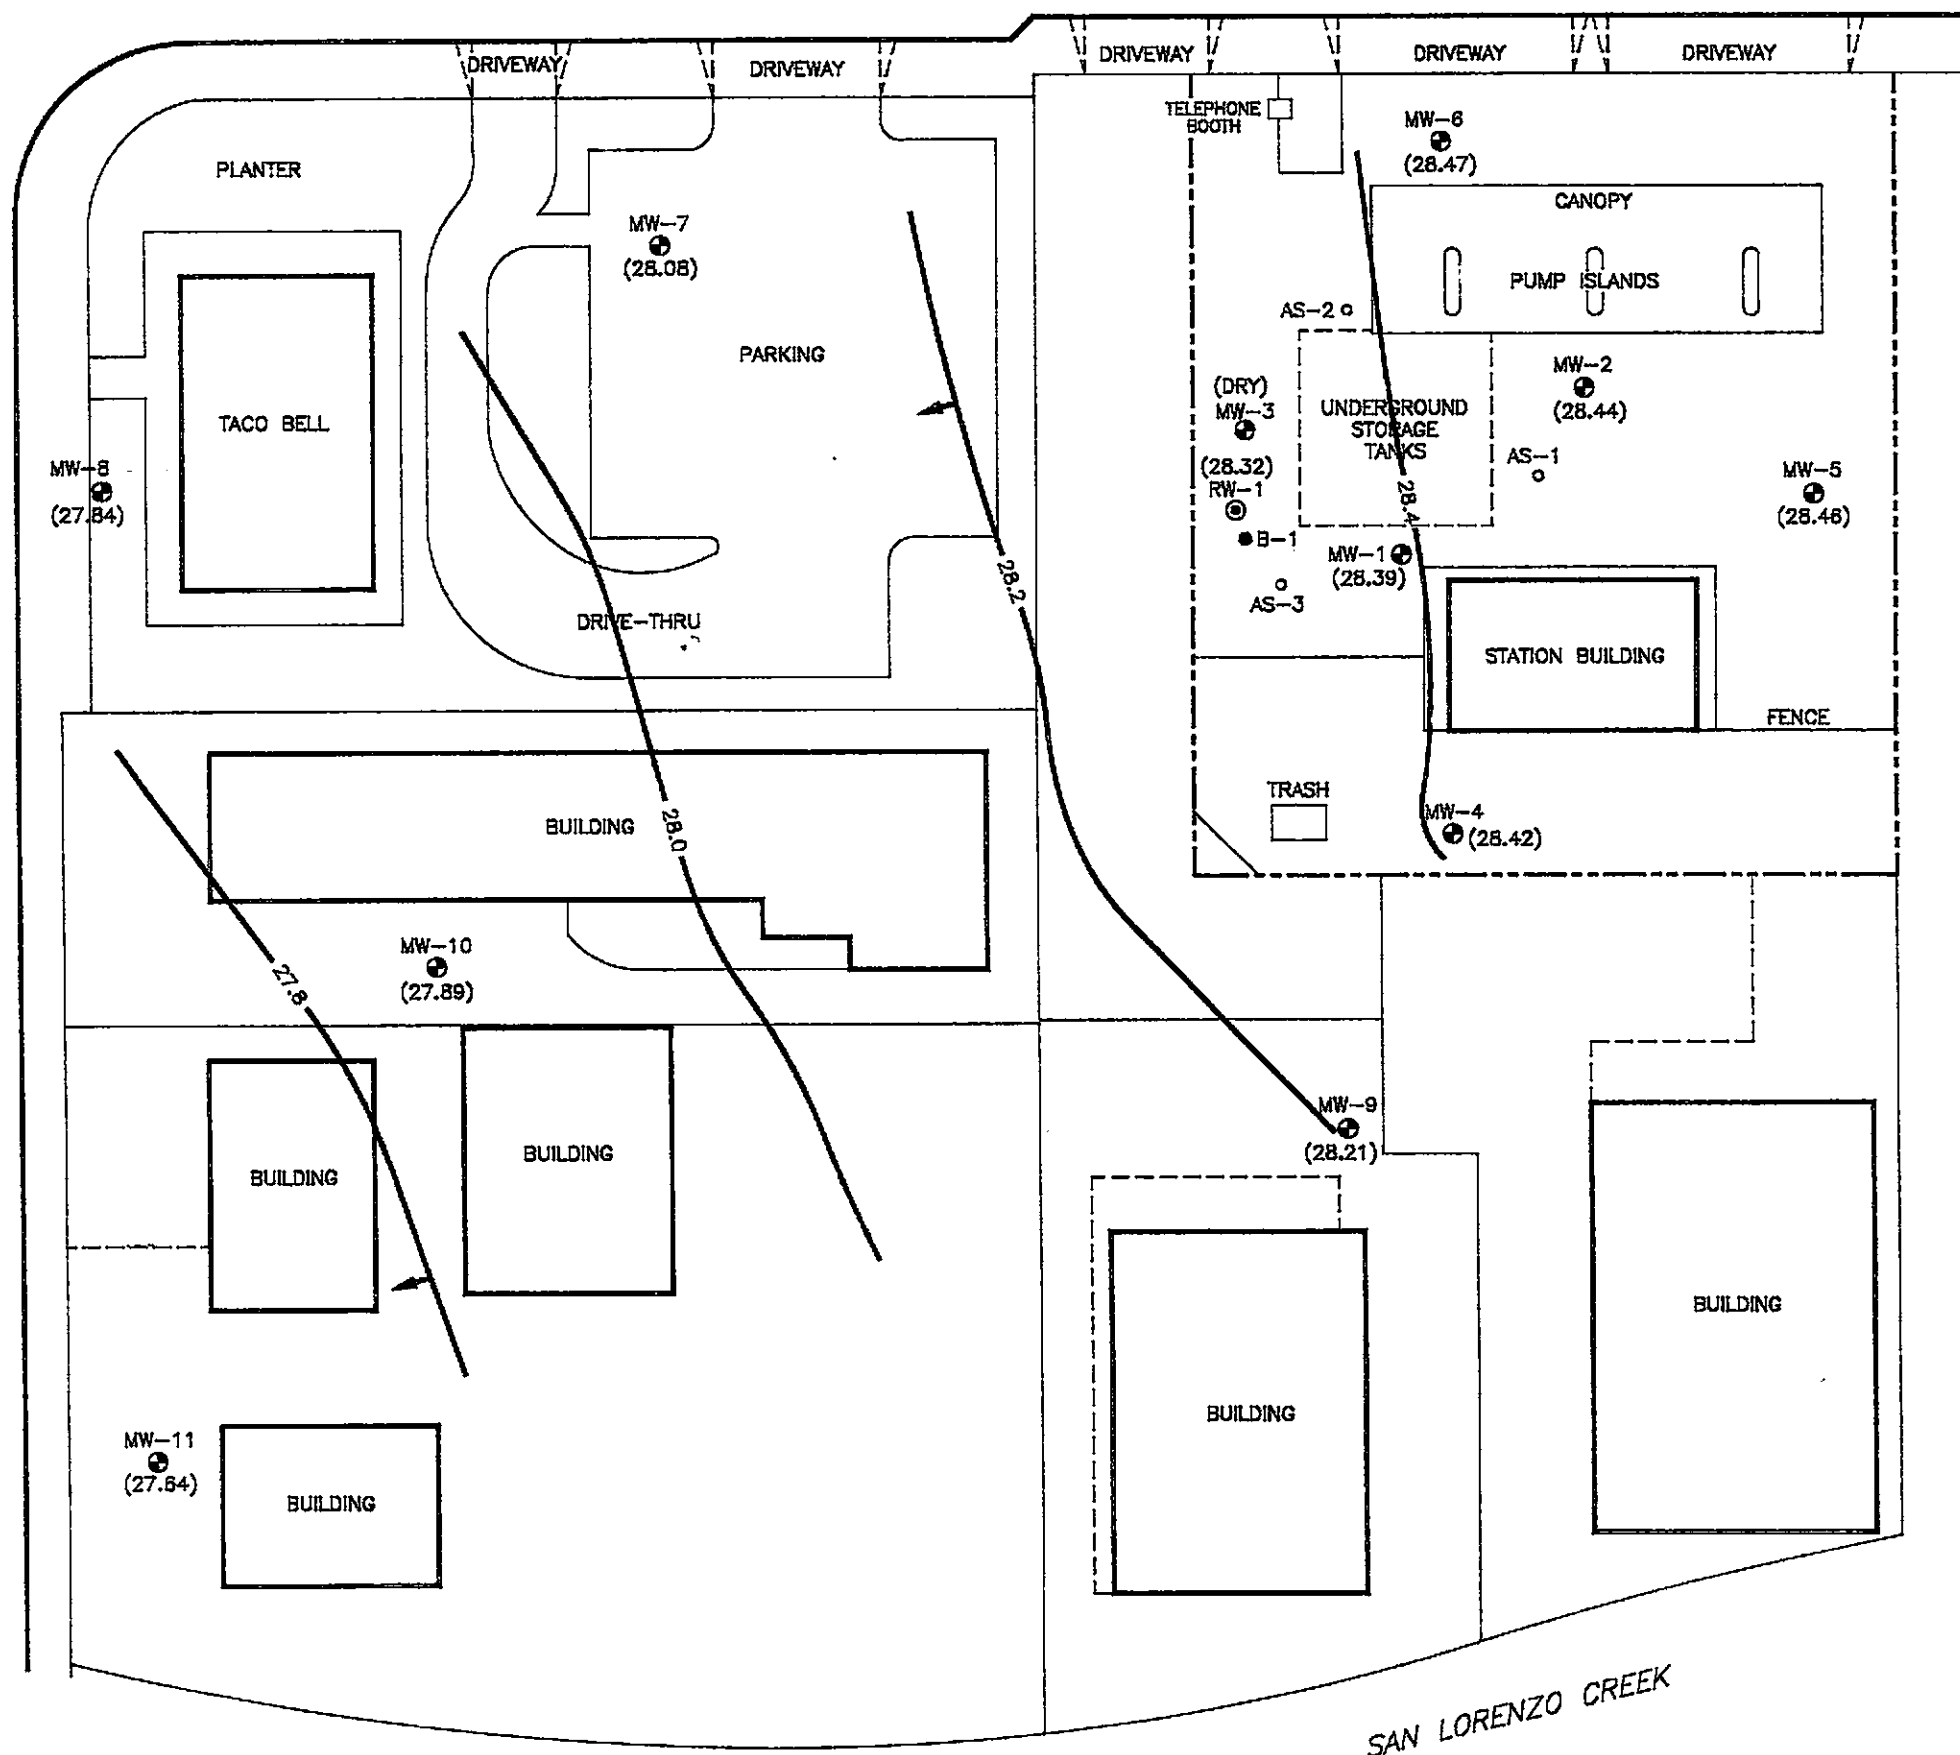 DRIVEWAY
DRIVEWAY
DRIVEWAY
DRIVEWAY
DRIVEWAY
TELEPHONE
BOOTH
MW-6
(28.47)
PLANTER
CANOPY
MW-7
(28.08)
PUMP ISLANDS
AS-2
PARKING
MW-2
(28.44)
(DRY)
MW-3
UNDERGROUND
STORAGE
TANKS
TACO BELL
AS-1
MW-8
(27.84)
(28.32)
RW-1
28.4
MW-5
(28.46)
B-1
MW-1
(28.39)
28.2
AS-3
DRIVE-THRU
STATION BUILDING
FENCE
TRASH
MW-4
(28.42)
BUILDING
28.0
MW-10
(27.89)
27.8
MW-9
(28.21)
BUILDING
BUILDING
BUILDING
BUILDING
MW-11
(27.64)
BUILDING
SAN LORENZO CREEK